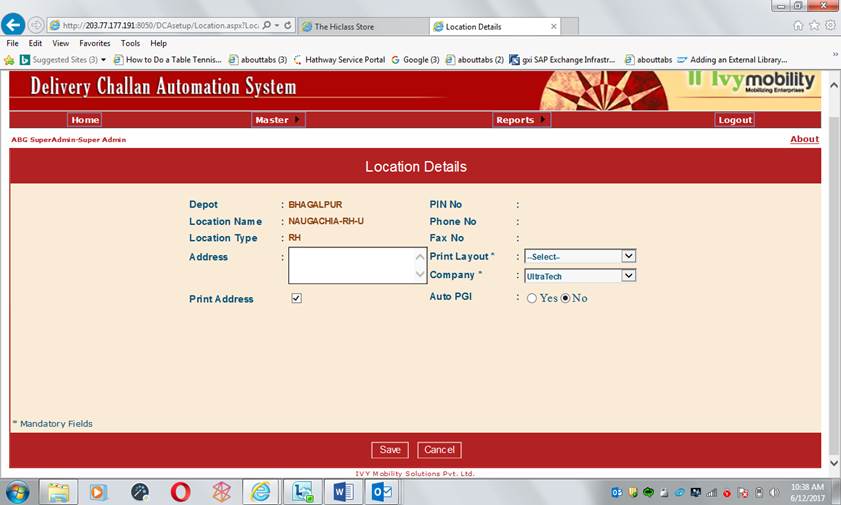 http://203.77.177.191:8050/DCAsetup/Location.aspx?Loc
The Hiclass Store
Location Details
File Edit View Favorites Tools Help
Suggested Sites (3)
How to Do a Table Tennis...
abouttabs (3)
Hathway Service Portal
Google (3)
abouttabs (2)
gxi SAP Exchange Infrastr...
abouttabs
Adding an External Library...
Delivery Challan Automation System
Ivymobility
Mobilizing Enterprises
Home Master Reports Logout
ABG SuperAdmin-Super Admin About
Location Details
Depot : BHAGALPUR PIN No :
Location Name : NAUGACHIA-RH-U Phone No :
Location Type : RH Fax No :
Address : Print Layout * : --Select--
Company * : UltraTech
Print Address Auto PGI : Yes No
* Mandatory Fields
Save Cancel
IVY Mobility Solutions Pvt. Ltd.
10:38 AM
6/12/2017